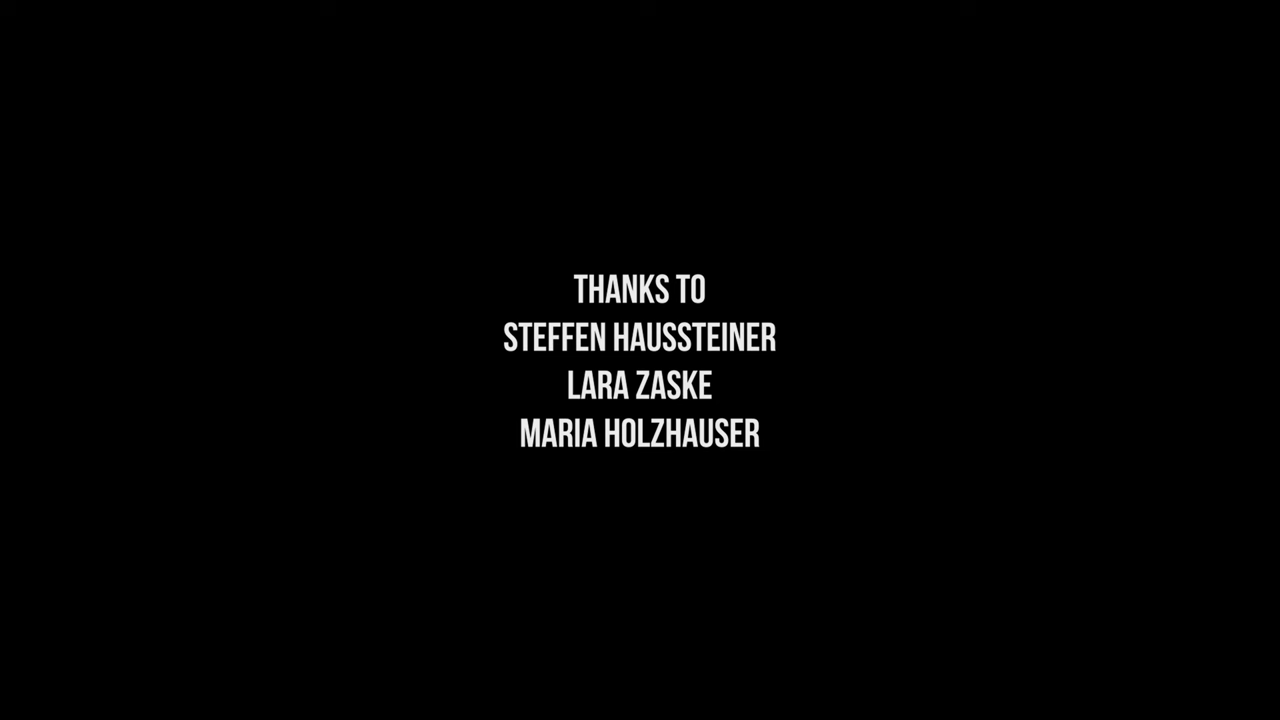 THANKS TO
STEFFEN HAUSSTEINER
LARA ZASKE
MARIA HOLZHAUSER